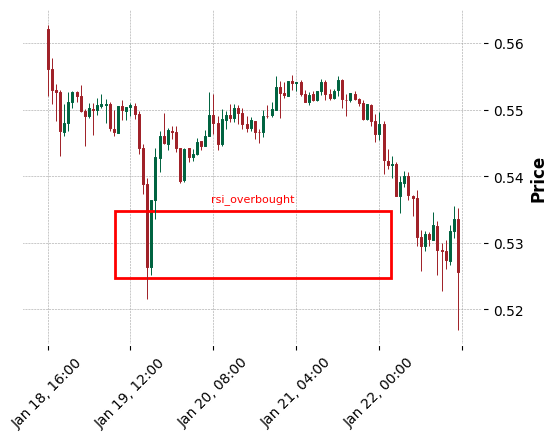 0.56
0.55
0.54
0.53
0.52
Price
rsi_overbought
Jan 18, 16:00
Jan 19, 12:00
Jan 20, 08:00
Jan 21, 04:00
Jan 22, 00:00